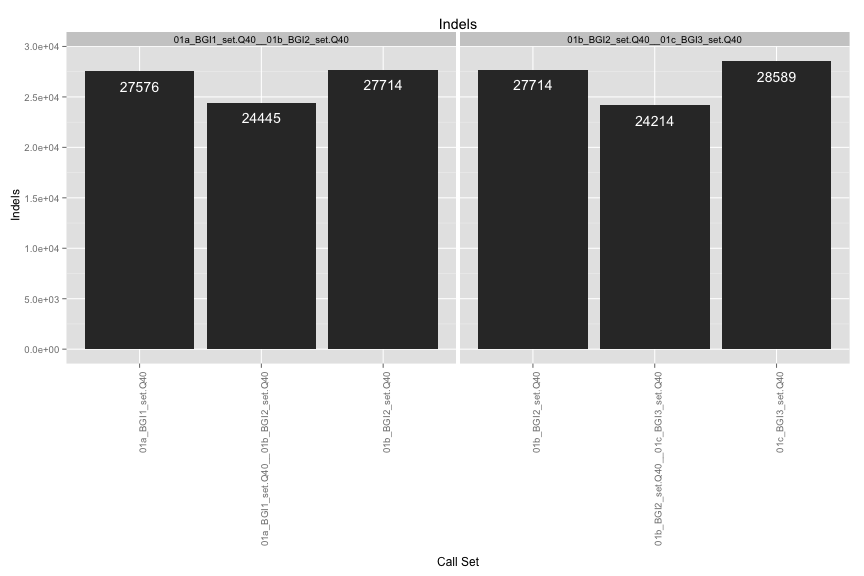 Indels
01a_BGI1_set.Q40__01b_BGI2_set.Q40
01b_BGI2_set.Q40__01c_BGI3_set.Q40
3.0e+04
2.5e+04
2.0e+04
1.5e+04
1.0e+04
5.0e+03
0.0e+00
Indels
27576
24445
27714
27714
24214
28589
01a_BGI1_set.Q40
01a_BGI1_set.Q40__01b_BGI2_set.Q40
01b_BGI2_set.Q40
01b_BGI2_set.Q40
01b_BGI2_set.Q40__01c_BGI3_set.Q40
01c_BGI3_set.Q40
Call Set